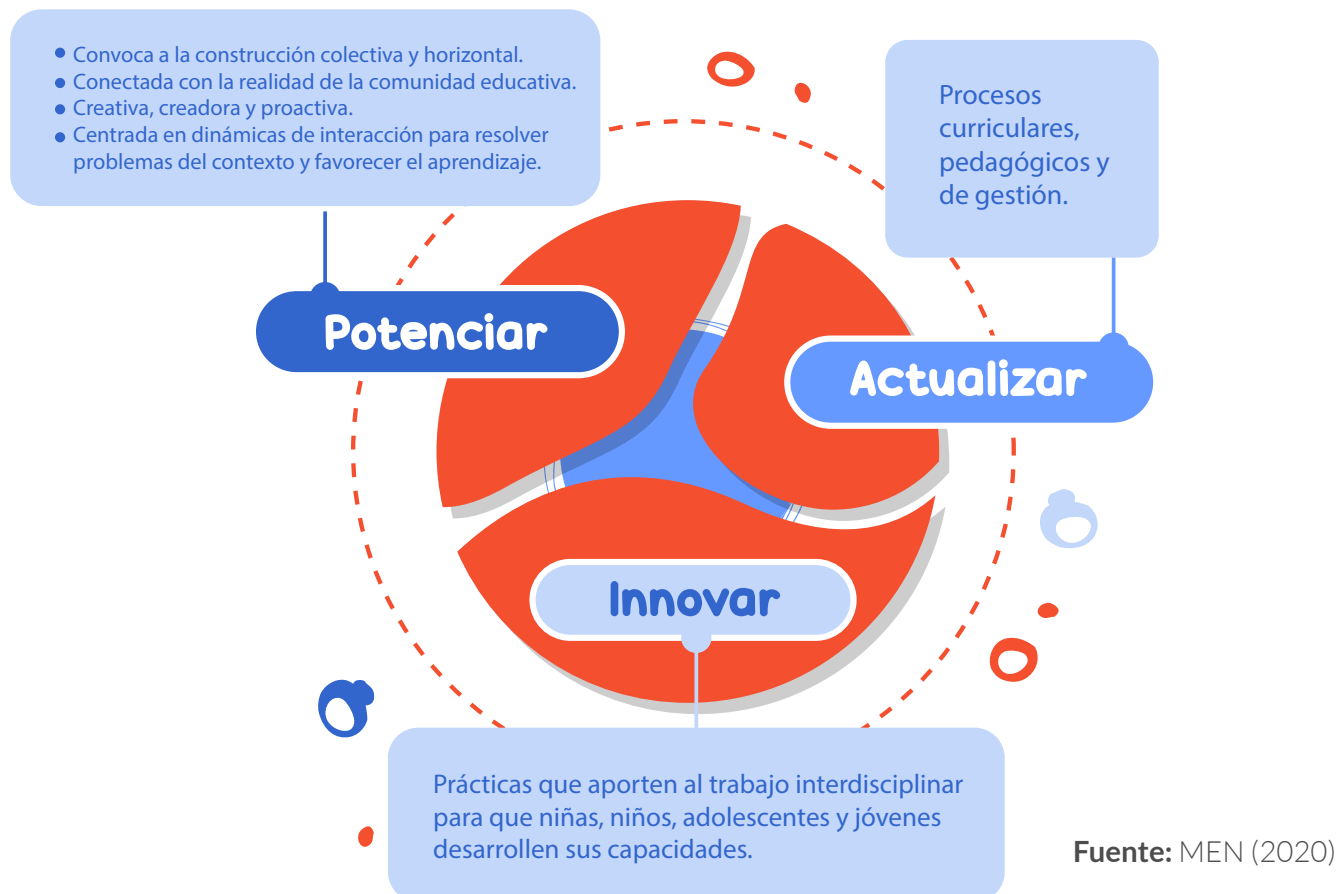 • Convoca a la construcción colectiva y horizontal.
• Conectada con la realidad de la comunidad educativa.
• Creativa, creadora y proactiva.
• Centrada en dinámicas de interacción para resolver
problemas del contexto y favorecer el aprendizaje.
Potenciar
Procesos
curriculares,
pedagógicos y
de gestión.
Actualizar
Innovar
Prácticas que aporten al trabajo interdisciplinar
para que niñas, niños, adolescentes y jóvenes
desarrollen sus capacidades.
Fuente: MEN (2020)